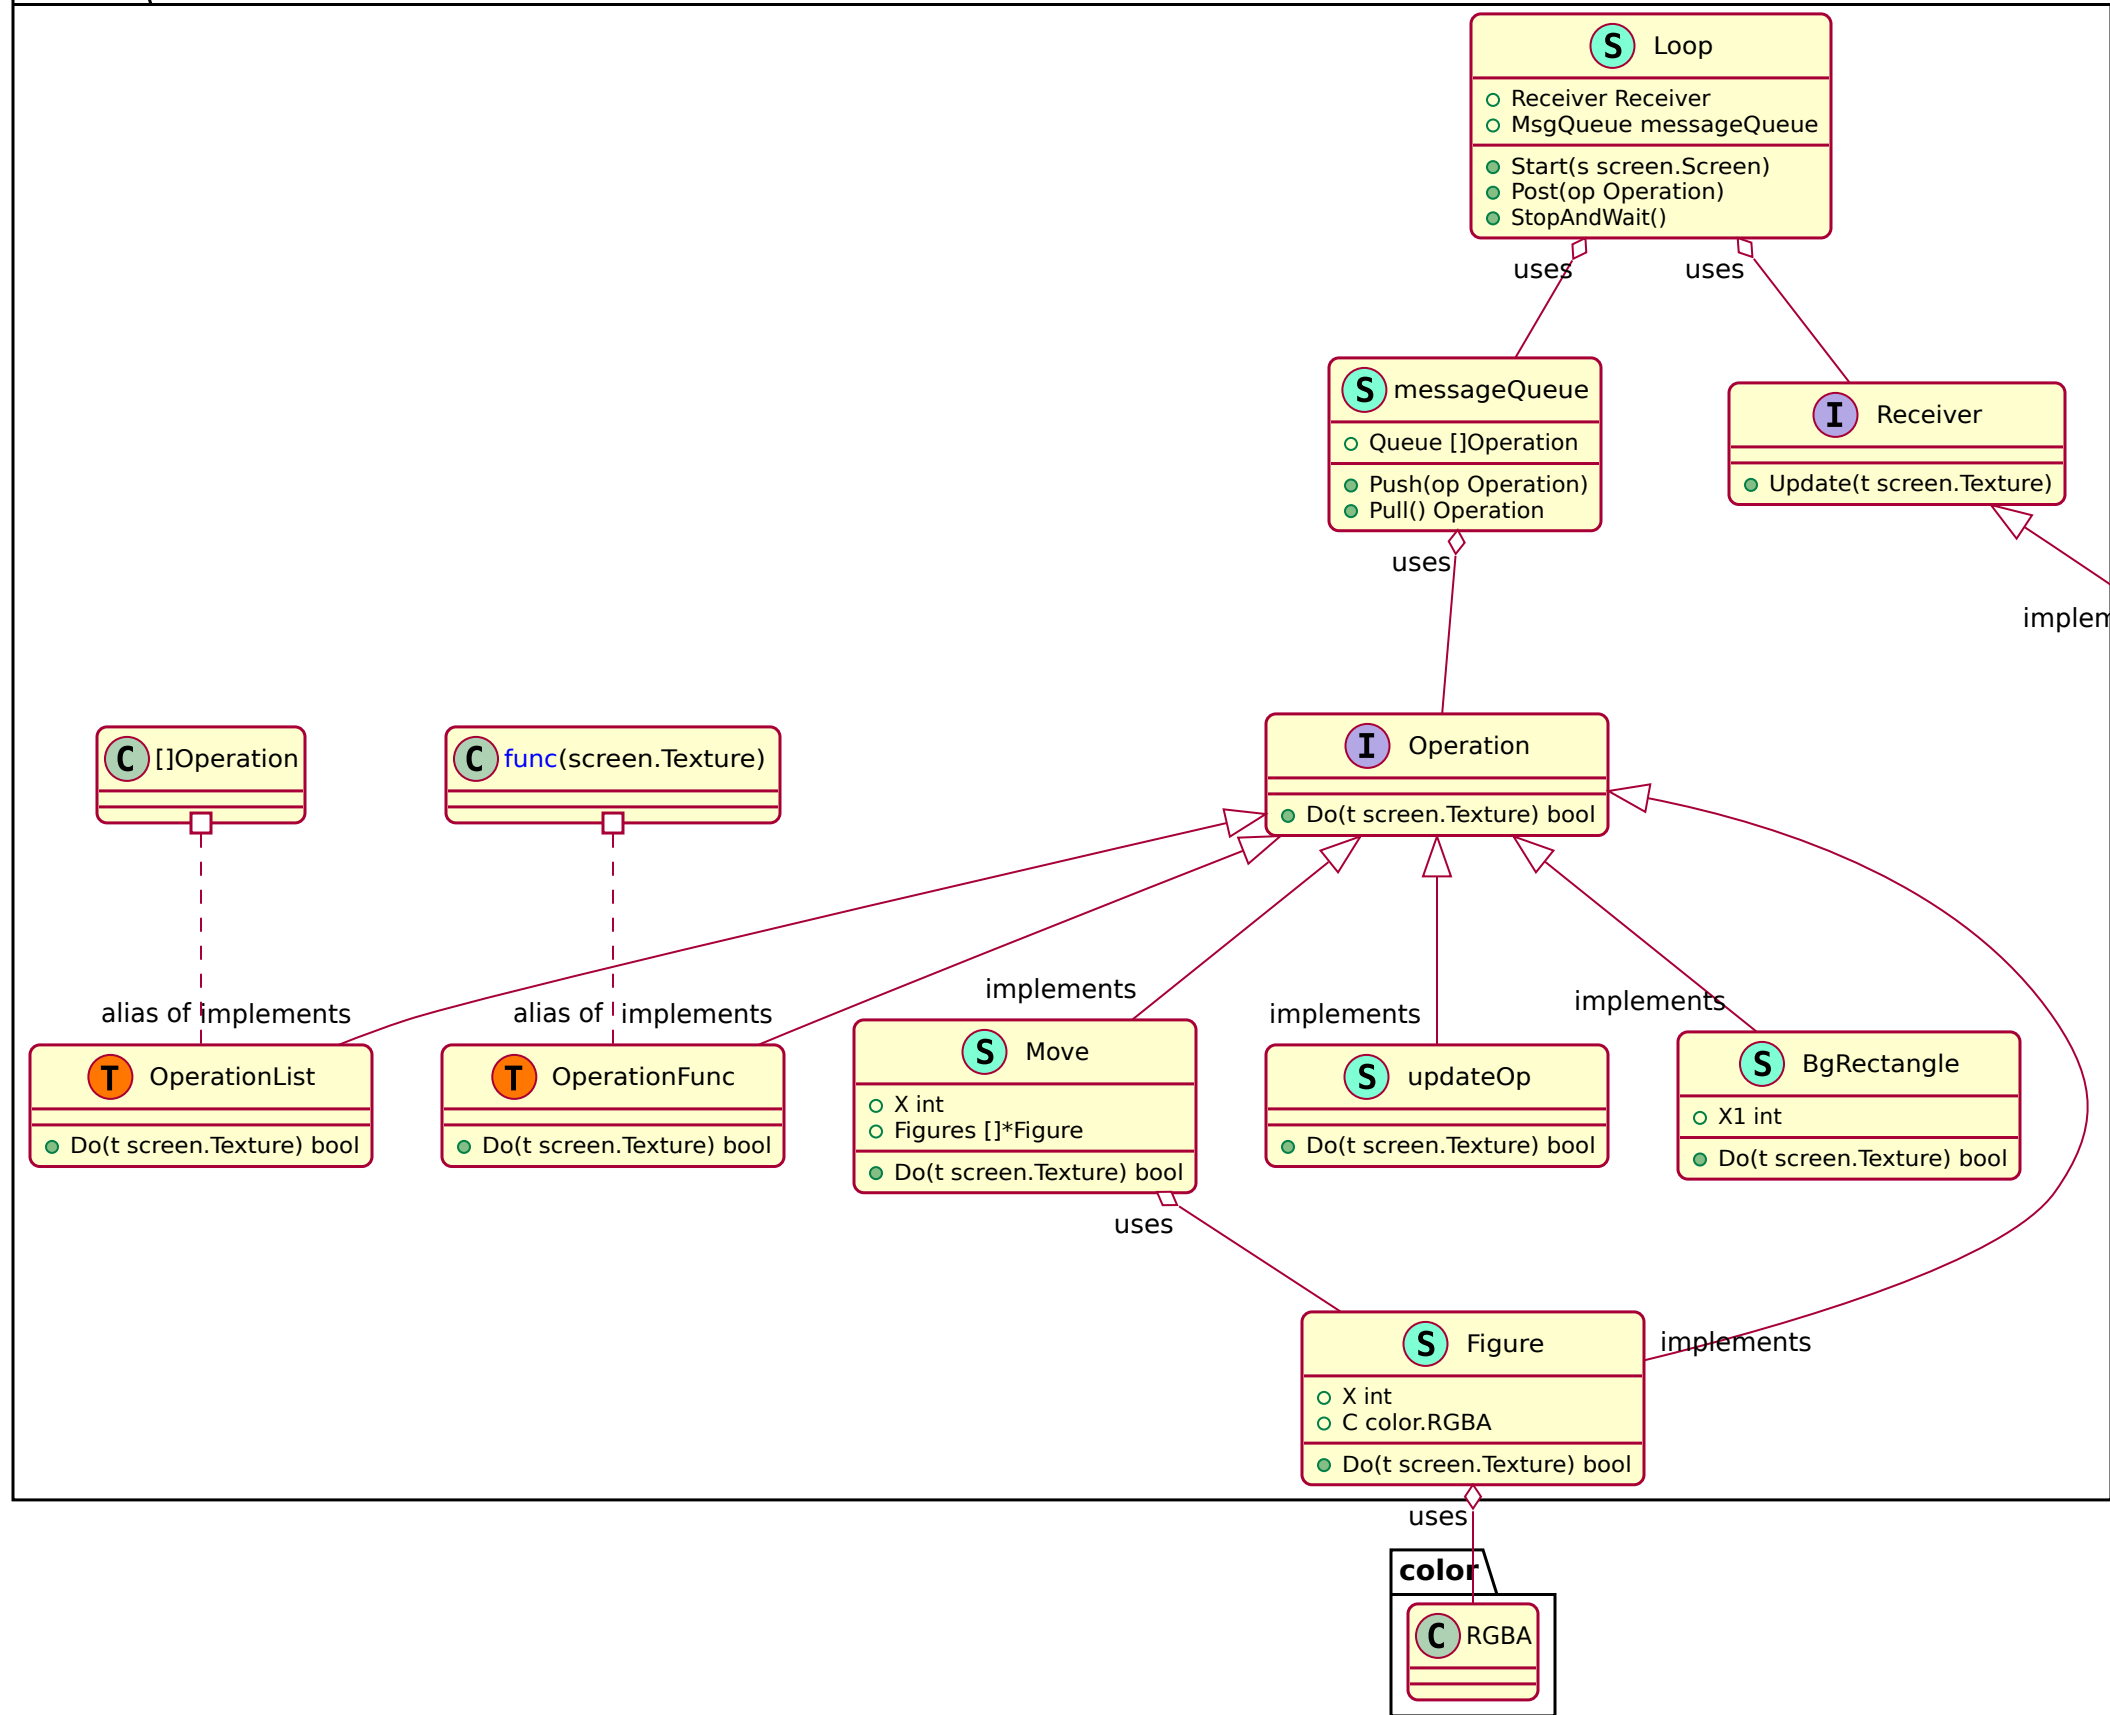 S Loop
Receiver Receiver
MsgQueue messageQueue
Start(s screen.Screen)
Post(op Operation)
StopAndWait()
uses
uses
S messageQueue
Queue []Operation
Push(op Operation)
Pull() Operation
I Receiver
Update(t screen.Texture)
uses
C []Operation
C func(screen.Texture)
I Operation
Do(t screen.Texture) bool
alias of
implements
alias of
implements
implements
implements
implements
T OperationList
Do(t screen.Texture) bool
T OperationFunc
Do(t screen.Texture) bool
S Move
X int
Figures []*Figure
Do(t screen.Texture) bool
S updateOp
Do(t screen.Texture) bool
S BgRectangle
X1 int
Do(t screen.Texture) bool
uses
implements
S Figure
X int
C color.RGBA
Do(t screen.Texture) bool
uses
color
C RGBA